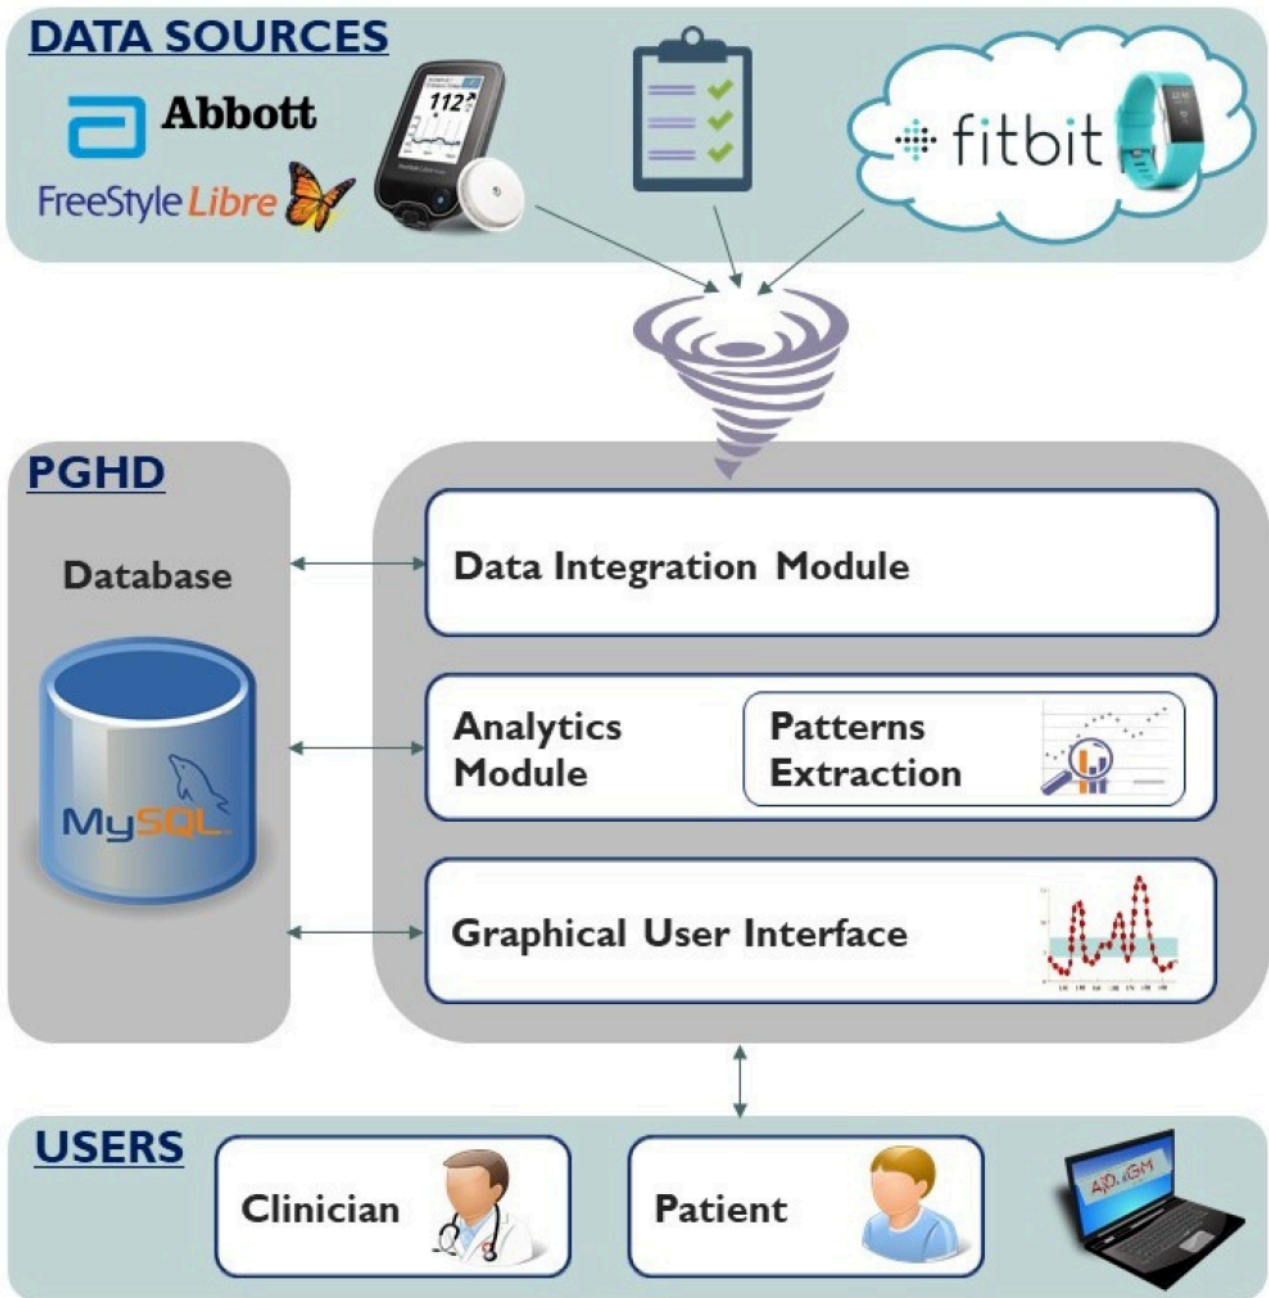 DATA SOURCES
Abbott
FreeStyle Libre
112
fitbit
PGHD
Database
MySQL
Data Integration Module
Analytics
Module
Patterns
Extraction
Graphical User Interface
USERS
Clinician
Patient